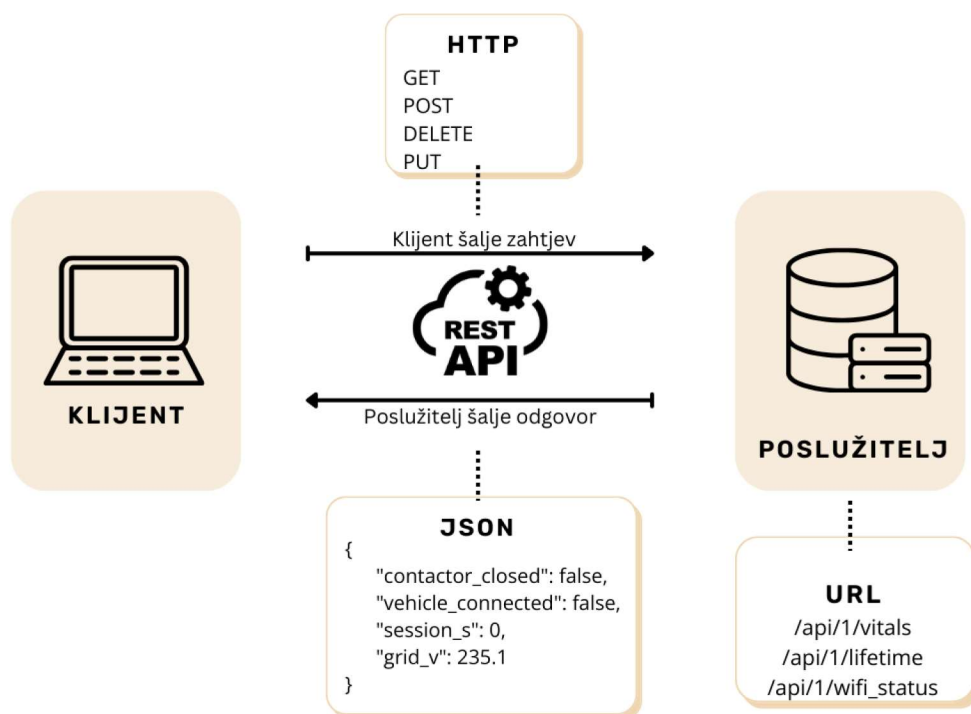 HTTP
GET
POST
DELETE
PUT
Klijent šalje zahtjev
REST
API
Poslužitelj šalje odgovor
KLIJENT
POSLUŽITELJ
JSON
{
"contactor_closed": false,
"vehicle_connected": false,
"session_s": 0,
"grid_v": 235.1
}
URL
/api/1/vitals
/api/1/lifetime
/api/1/wifi_status